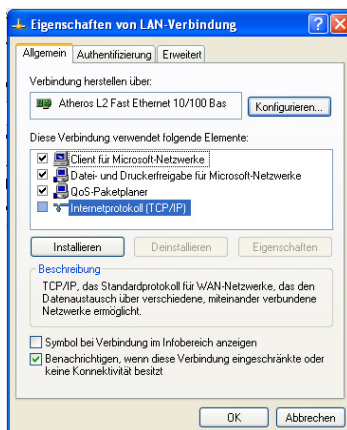 Eigenschaften von LAN-Verbindung
Allgemein Authentifizierung Erweitert
Verbindung herstellen über:
Atheros L2 Fast Ethernet 10/100 Bas Konfigurieren...
Diese Verbindung verwendet folgende Elemente:
Client für Microsoft-Netzwerke
Datei- und Druckerfreigabe für Microsoft-Netzwerke
QoS-Paketplaner
Internetprotokoll (TCP/IP)
Installieren Deinstallieren Eigenschaften
Beschreibung
TCP/IP, das Standardprotokoll für WAN-Netzwerke, das den
Datenaustausch über verschiedene, miteinander verbundene
Netzwerke ermöglicht.
Symbol bei Verbindung im Infobereich anzeigen
Benachrichtigen, wenn diese Verbindung eingeschränkte oder
keine Konnektivität besitzt
OK Abbrechen